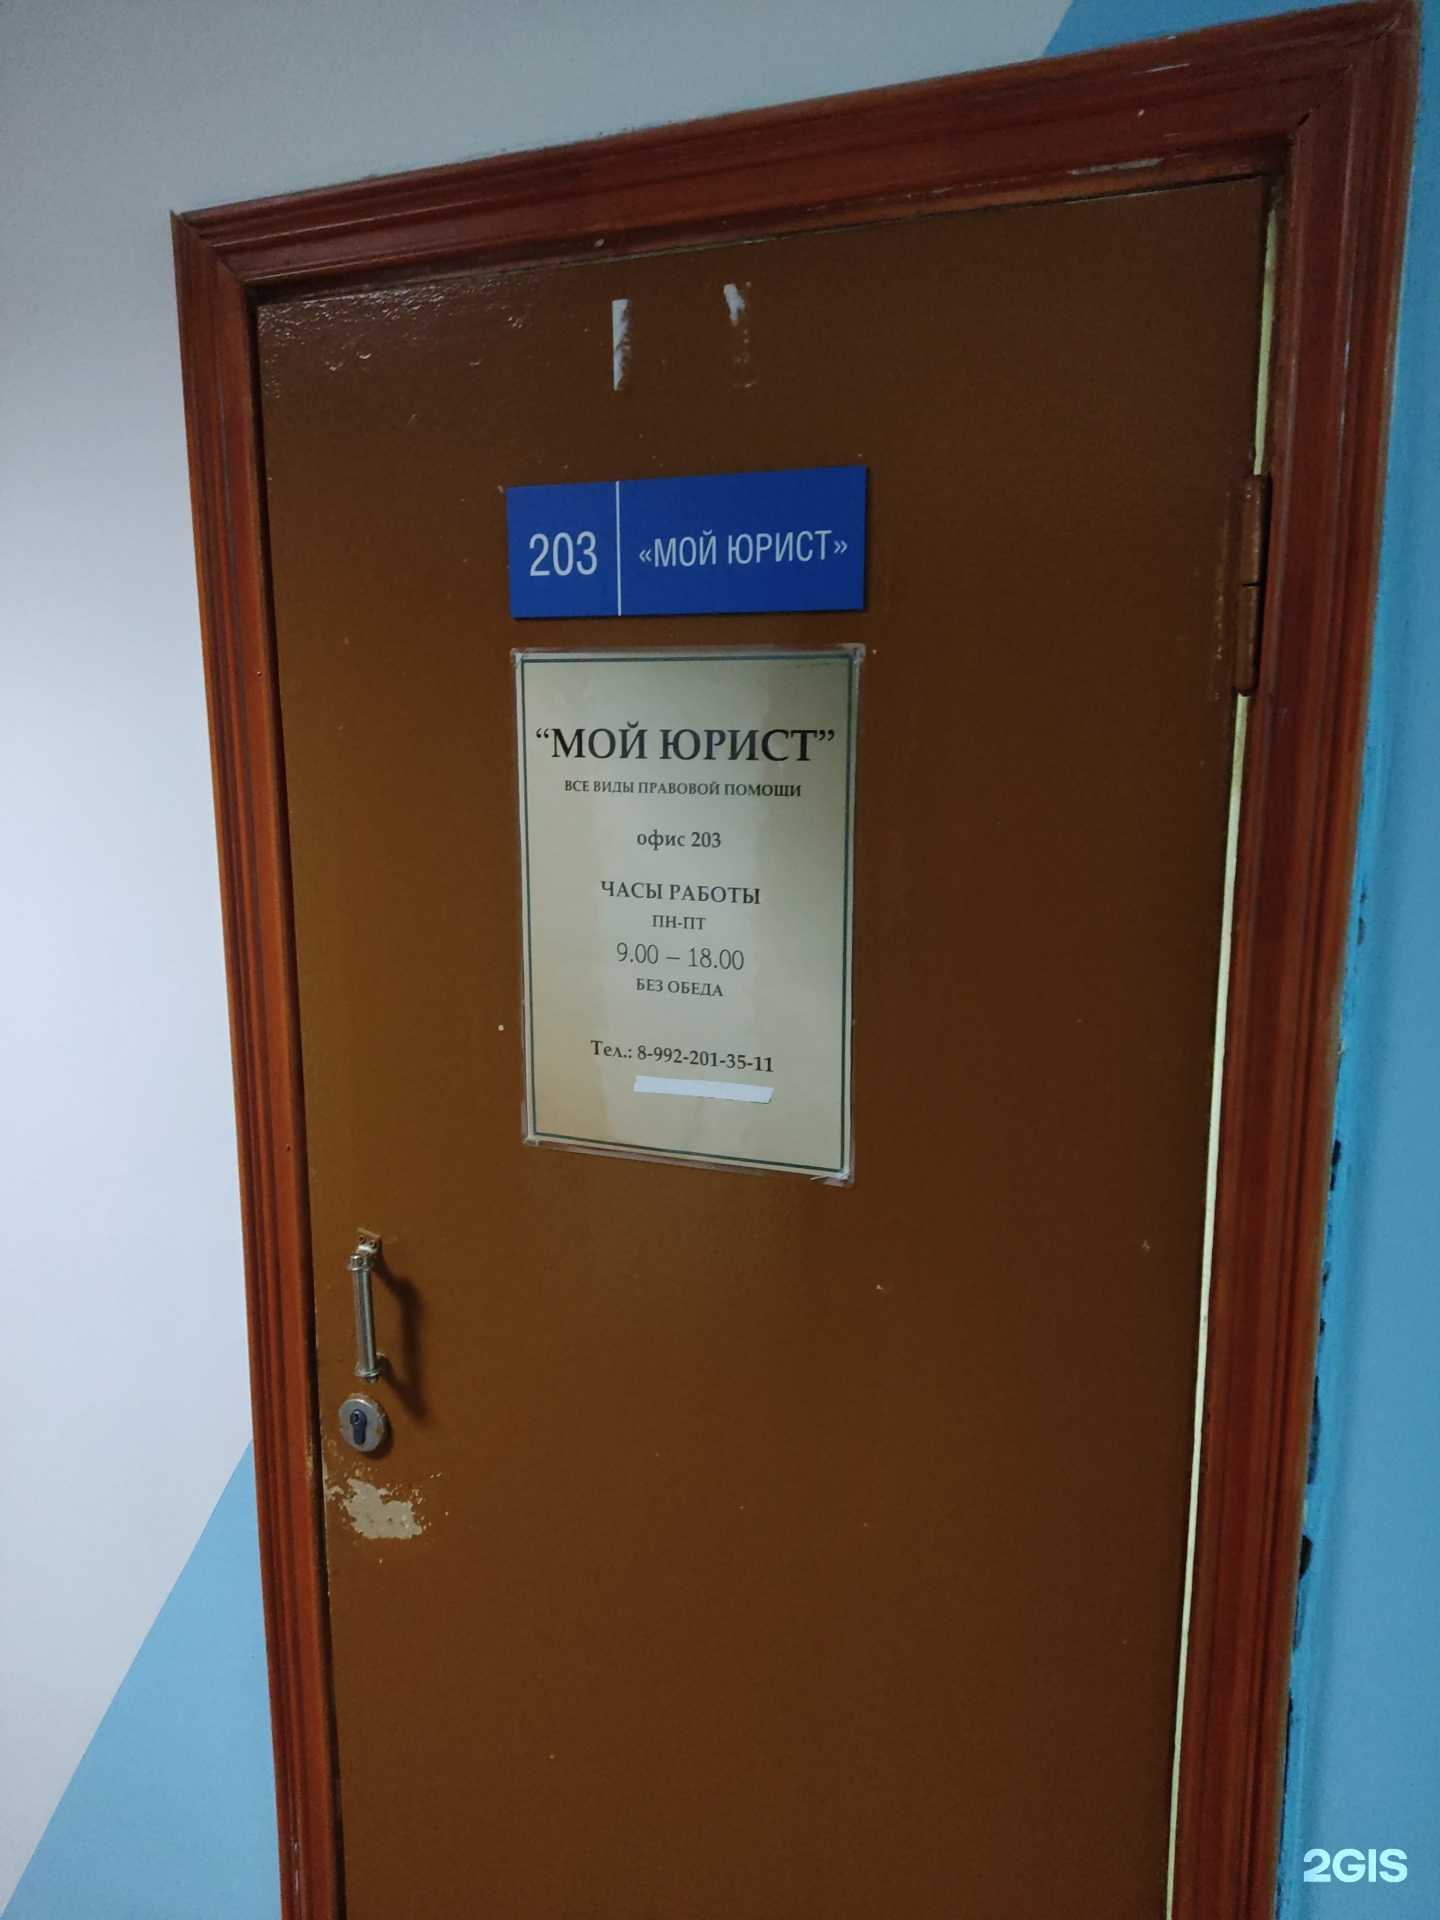 203 «МОЙ ЮРИСТ»
“МОЙ ЮРИСТ”
ВСЕ ВИДЫ ПРАВОВОЙ ПОМОЩИ
офис 203
ЧАСЫ РАБОТЫ
ПН-ПТ
9.00 – 18.00
БЕЗ ОБЕДА
Тел.: 8-992-201-35-11
2GIS